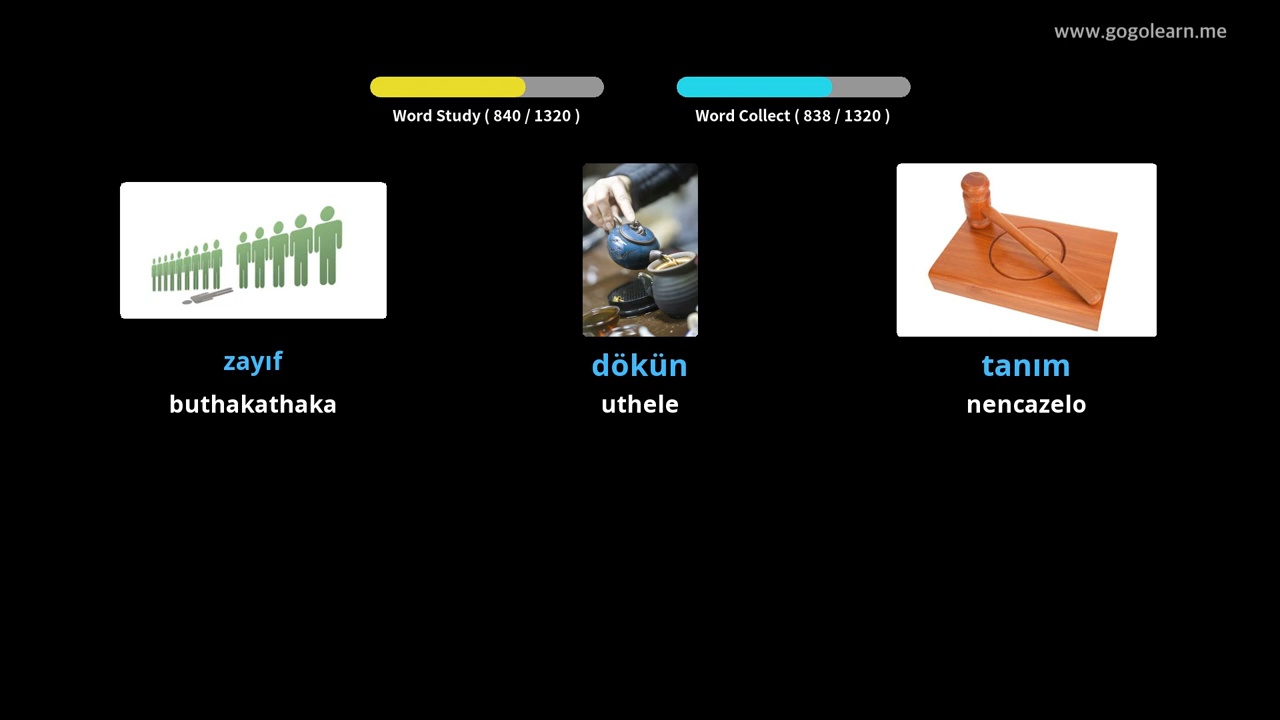 www.gogolearn.me
Word Study ( 840 / 1320 )
Word Collect ( 838 / 1320 )
zayıf
dökün
tanım
buthakathaka
uthele
nencazelo